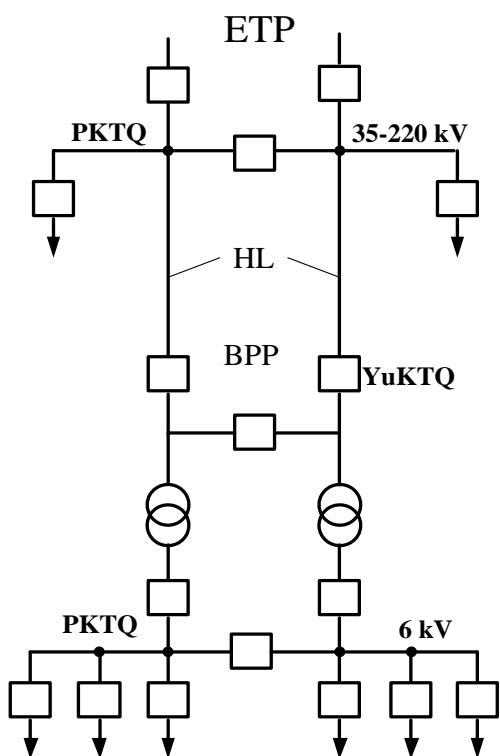 ETP
PKTQ
35-220 kV
HL
BPP
YuKTQ
PKTQ
6 kV